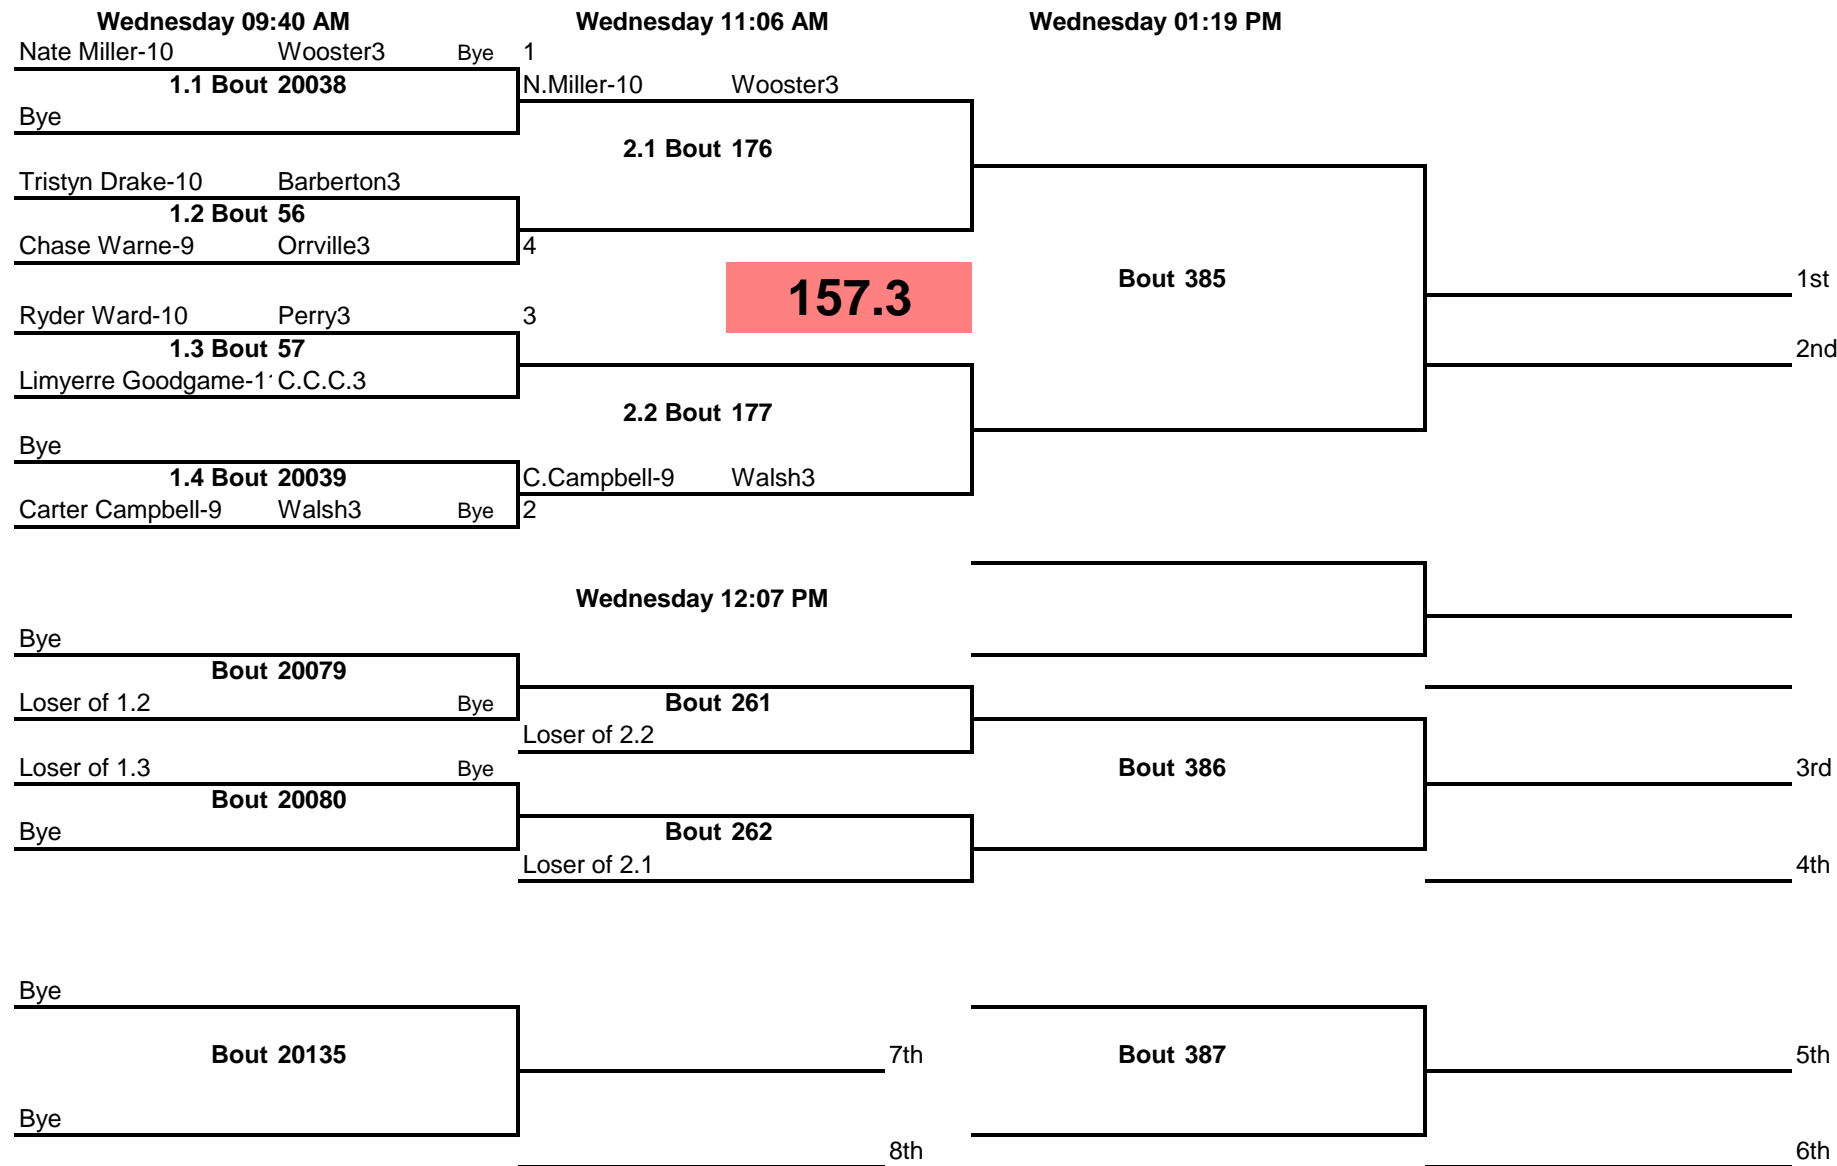 Wednesday 09:40 AM Wednesday 11:06 AM Wednesday 01:19 PM
Nate Miller-10 Wooster3 Bye 1
1.1 Bout 20038 N.Miller-10 Wooster3
Bye
2.1 Bout 176
Tristyn Drake-10 Barberton3
1.2 Bout 56
Chase Warne-9 Orrville3 4
157.3 Bout 385 1st
Ryder Ward-10 Perry3 3
1.3 Bout 57 2nd
Limyerre Goodgame-1 C.C.C.3
2.2 Bout 177
Bye
1.4 Bout 20039 C.Campbell-9 Walsh3
Carter Campbell-9 Walsh3 Bye 2
Wednesday 12:07 PM
Bye
Bout 20079
Loser of 1.2 Bye Bout 261
Loser of 2.2
Loser of 1.3 Bye Bout 386 3rd
Bout 20080
Bye Bout 262
Loser of 2.1 4th
Bye
Bout 20135 7th Bout 387 5th
Bye
8th 6th